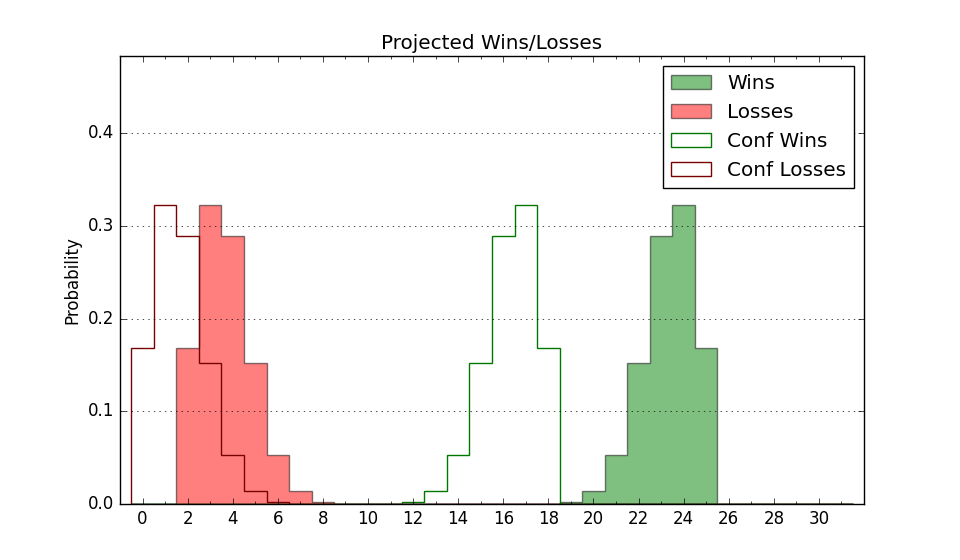 Projected Wins/Losses
Wins
Losses
Conf Wins
Conf Losses
Probability
0.4
0.3
0.2
0.1
0.0
0 2 4 6 8 10 12 14 16 18 20 22 24 26 28 30